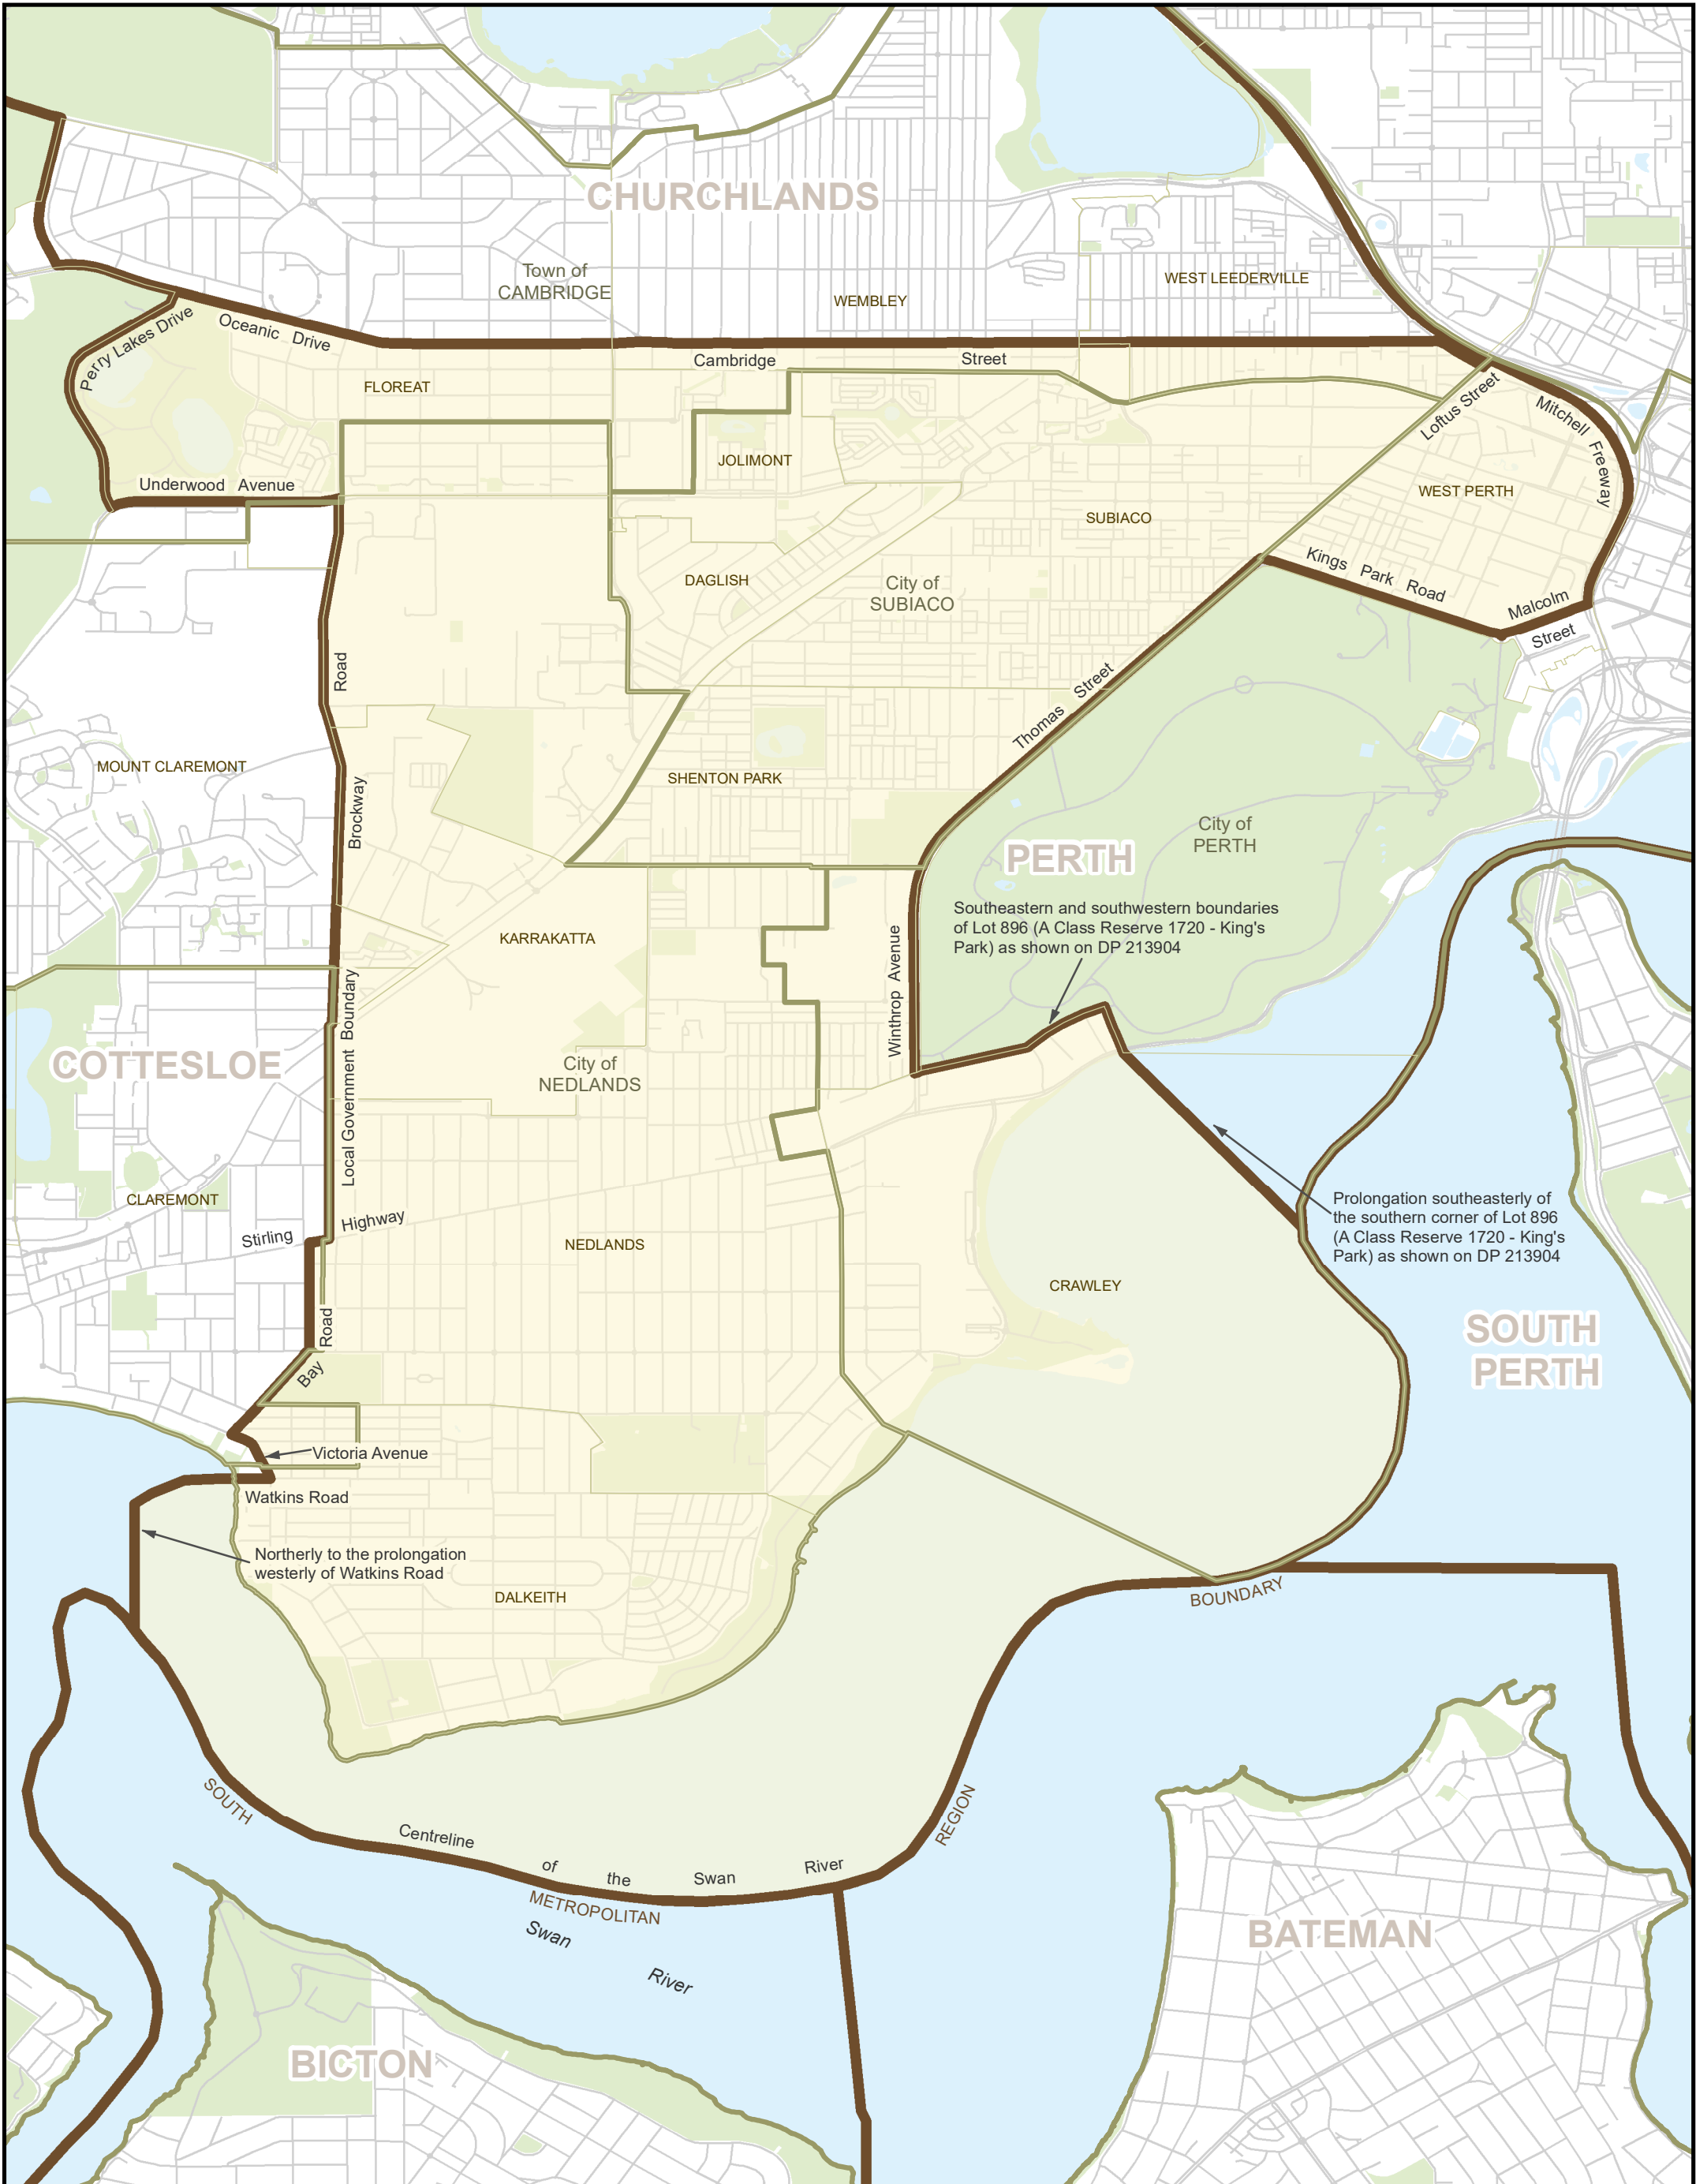 CHURCHLANDS
Town of
CAMBRIDGE
WEMBLEY
WEST LEEDERVILLE
Perry Lakes Drive
Oceanic Drive
Cambridge Street
FLOREAT
Loftus Street
Mitchell Freeway
JOLIMONT
Underwood Avenue
WEST PERTH
SUBIACO
Kings Park Road
DAGLISH
City of
SUBIACO
Malcolm
Street
Road
Thomas Street
MOUNT CLAREMONT
SHENTON PARK
Brockway
City of
PERTH
PERTH
Southeastern and southwestern boundaries
of Lot 896 (A Class Reserve 1720 - King's
Park) as shown on DP 213904
KARRAKATTA
Winthrop Avenue
Local Government Boundary
COTTESLOE
City of
NEDLANDS
CLAREMONT
Stirling Highway
Prolongation southeasterly of
the southern corner of Lot 896
(A Class Reserve 1720 - King's
Park) as shown on DP 213904
NEDLANDS
CRAWLEY
SOUTH
PERTH
Road
Bay
Victoria Avenue
Watkins Road
Northerly to the prolongation
westerly of Watkins Road
DALKEITH
BOUNDARY
SOUTH
REGION
Centreline of the Swan River
METROPOLITAN
Swan
River
BATEMAN
BICTON